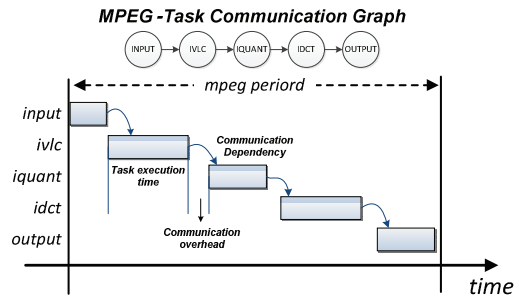 MPEG -Task Communication Graph
INPUT IVLC IQUANT IDCT OUTPUT
mpeg periord
input
ivlc
Communication
Dependency
Task execution
time
iquant
idct
Communication
overhead
output
time